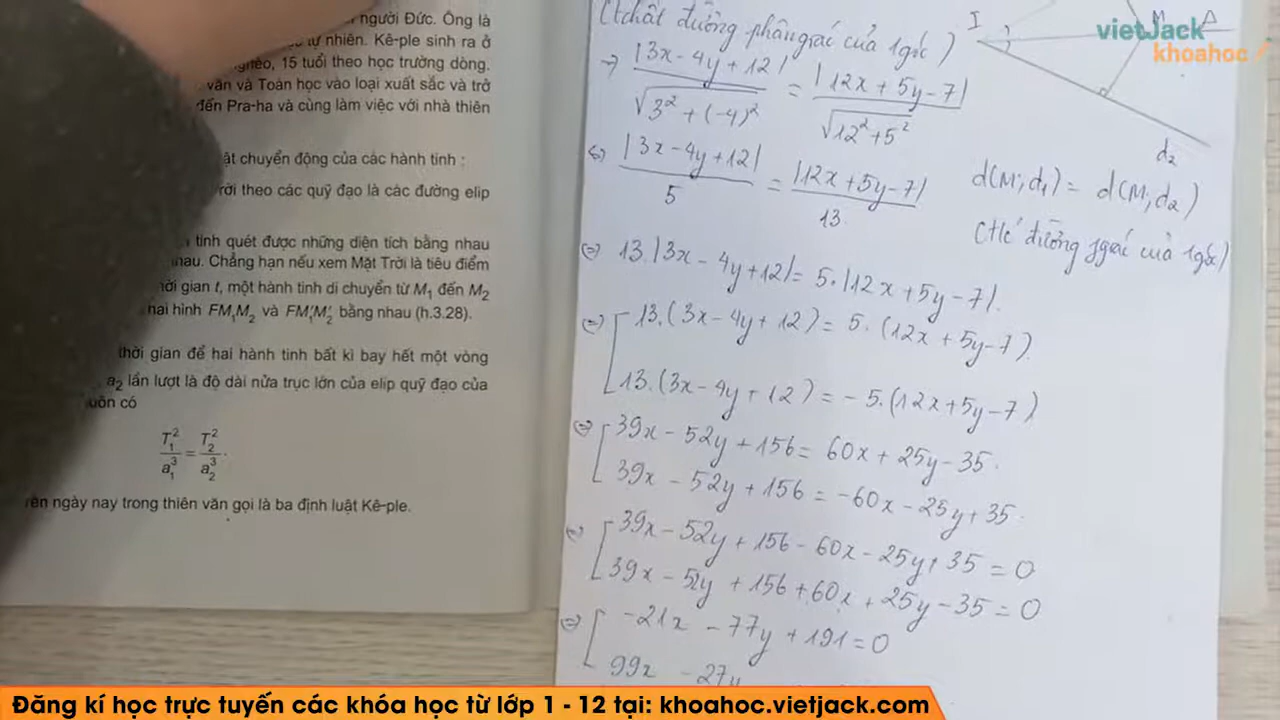 người Đức. Ông là
tự nhiên. Kê-ple sinh ra ở
nghèo, 15 tuổi theo học trường dòng.
văn và Toán học vào loại xuất sắc và trở
đến Pra-ha và cùng làm việc với nhà thiên
chuyển động của các hành tinh :
theo các quỹ đạo là các đường elip
tinh quét được những diện tích bằng nhau
nhau. Chẳng hạn nếu xem Mặt Trời là tiêu điểm
gian t, một hành tinh di chuyển từ M₁ đến M₂
hai hình FM₁M₂ và FM₁′M₂′ bằng nhau (h.3.28).
thời gian để hai hành tinh bất kì bay hết một vòng
a₂ lần lượt là độ dài nửa trục lớn của elip quỹ đạo của
có
T₁²/a₁³ = T₂²/a₂³.
ngày nay trong thiên văn gọi là ba định luật Kê-ple.
(t/chất đường phân giác của 1 góc)
→ |3x - 4y + 12| / √3² + (-4)² = |12x + 5y - 7| / √12² + 5²
⇔ |3x - 4y + 12| / 5 = |12x + 5y - 7| / 13
⇔ 13.|3x - 4y + 12| = 5.|12x + 5y - 7|.
⇔ [ 13.(3x - 4y + 12) = 5.(12x + 5y - 7).
13.(3x - 4y + 12) = - 5.(12x + 5y - 7)
⇔ [ 39x - 52y + 156 = 60x + 25y - 35.
39x - 52y + 156 = -60x - 25y + 35.
⇔ [ 39x - 52y + 156 - 60x - 25y + 35 = 0
39x - 52y + 156 + 60x + 25y - 35 = 0
⇔ [ -21x - 77y + 191 = 0
99x - 27y
I
M
Δ
d₂
d(M; d₁) = d(M; d₂)
(t/c đường pgiác của 1 góc)
vietJack
khoahoc
Đăng kí học trực tuyến các khóa học từ lớp 1 - 12 tại: khoahoc.vietjack.com